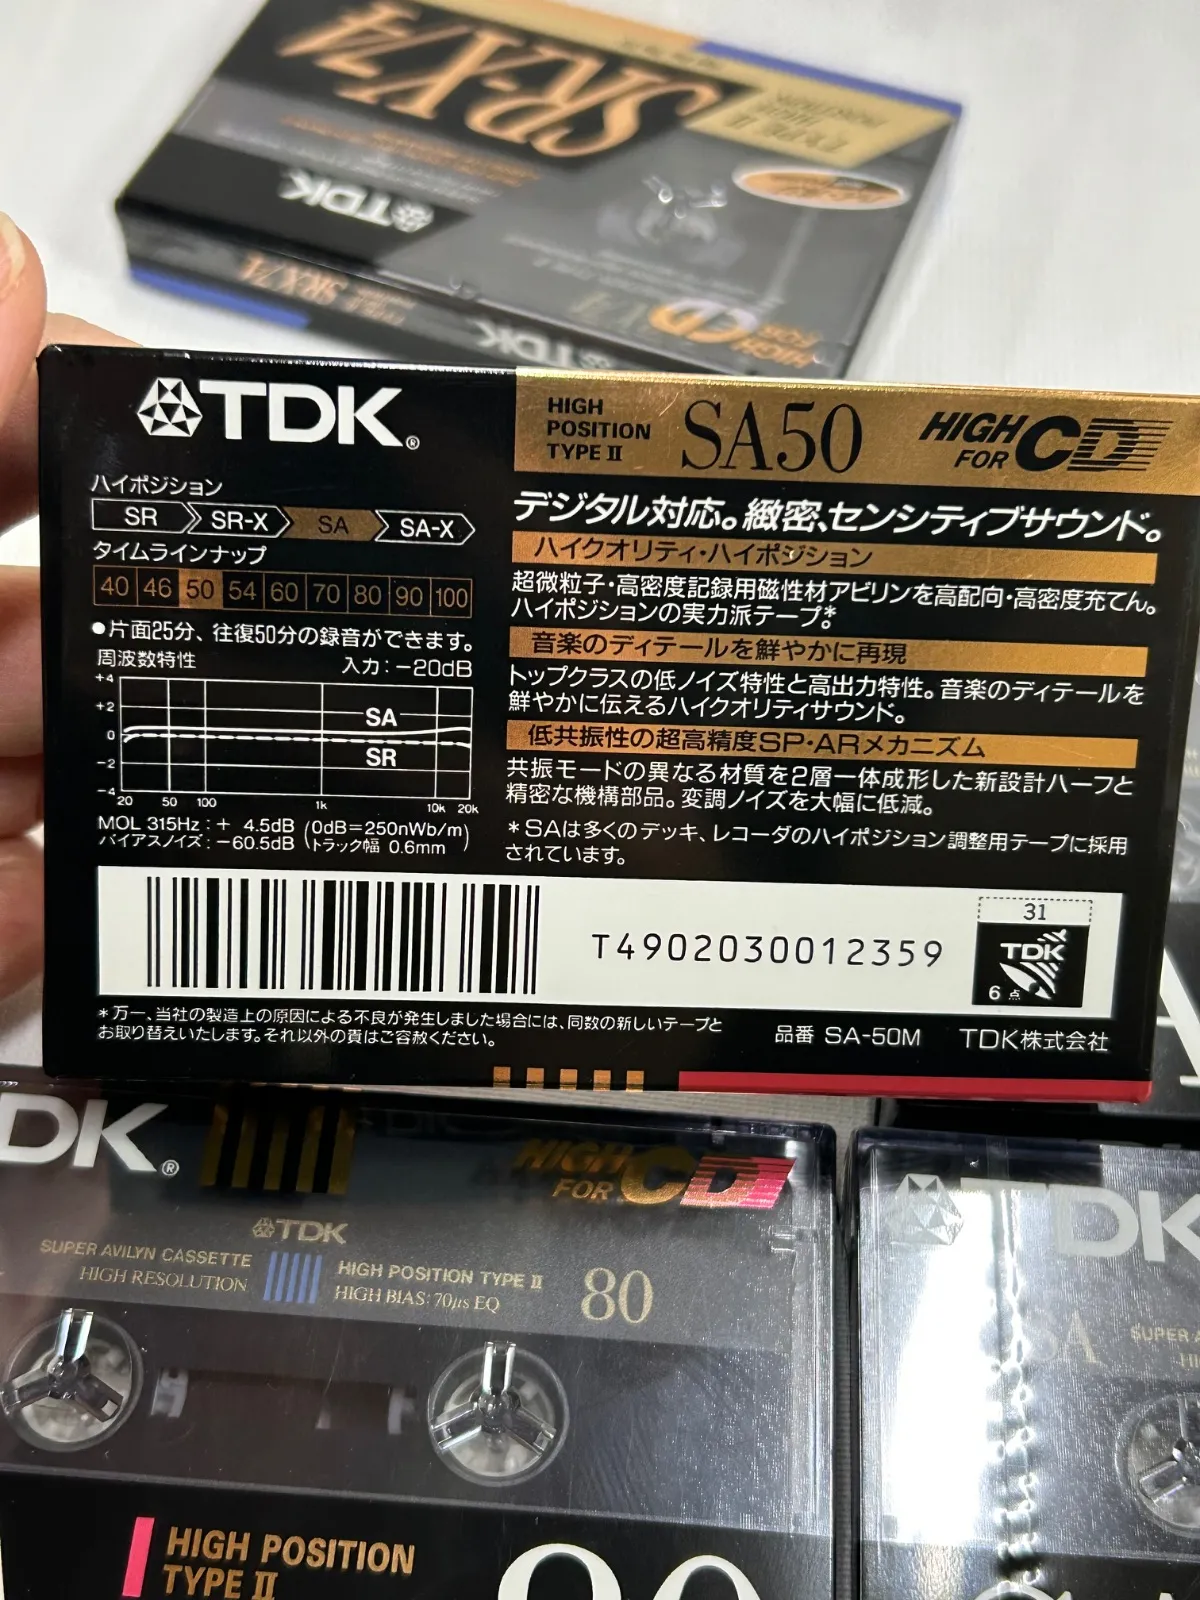 SR-X74
TYPE II
HIGH
POSITION
TDK
HIGH
FOR CD
TYPE II SRX74
TDK
TDK®
HIGH
POSITION
TYPE II
SA50
HIGH
FOR CD
ハイポジション
SR SR-X SA SA-X
タイムラインナップ
40 46 50 54 60 70 80 90 100
●片面25分、往復50分の録音ができます。
周波数特性 入力:−20dB
+4
+2
0
−2
−4
SA
SR
20 50 100 1k 10k 20k
MOL 315Hz:+ 4.5dB (0dB=250nWb/m
バイアスノイズ:−60.5dB トラック幅 0.6mm)
デジタル対応。緻密、センシティブサウンド。
ハイクオリティ・ハイポジション
超微粒子・高密度記録用磁性材アビリンを高配向・高密度充てん。
ハイポジションの実力派テープ*。
音楽のディテールを鮮やかに再現
トップクラスの低ノイズ特性と高出力特性。音楽のディテールを
鮮やかに伝えるハイクオリティサウンド。
低共振性の超高精度SP・ARメカニズム
共振モードの異なる材質を2層一体成形した新設計ハーフと
精密な機構部品。変調ノイズを大幅に低減。
*SAは多くのデッキ、レコーダのハイポジション調整用テープに採用
されています。
T4902030012359
31
TDK
6点
*万一、当社の製造上の原因による不良が発生しました場合には、同数の新しいテープと
お取り替えいたします。それ以外の責はご容赦ください。
品番 SA-50M TDK株式会社
TDK®
HIGH
FOR CD
TDK
SUPER AVILYN CASSETTE
HIGH RESOLUTION
HIGH POSITION TYPE II
HIGH BIAS: 70μs EQ
80
HIGH POSITION
TYPE II
TDK
SA
SUPER